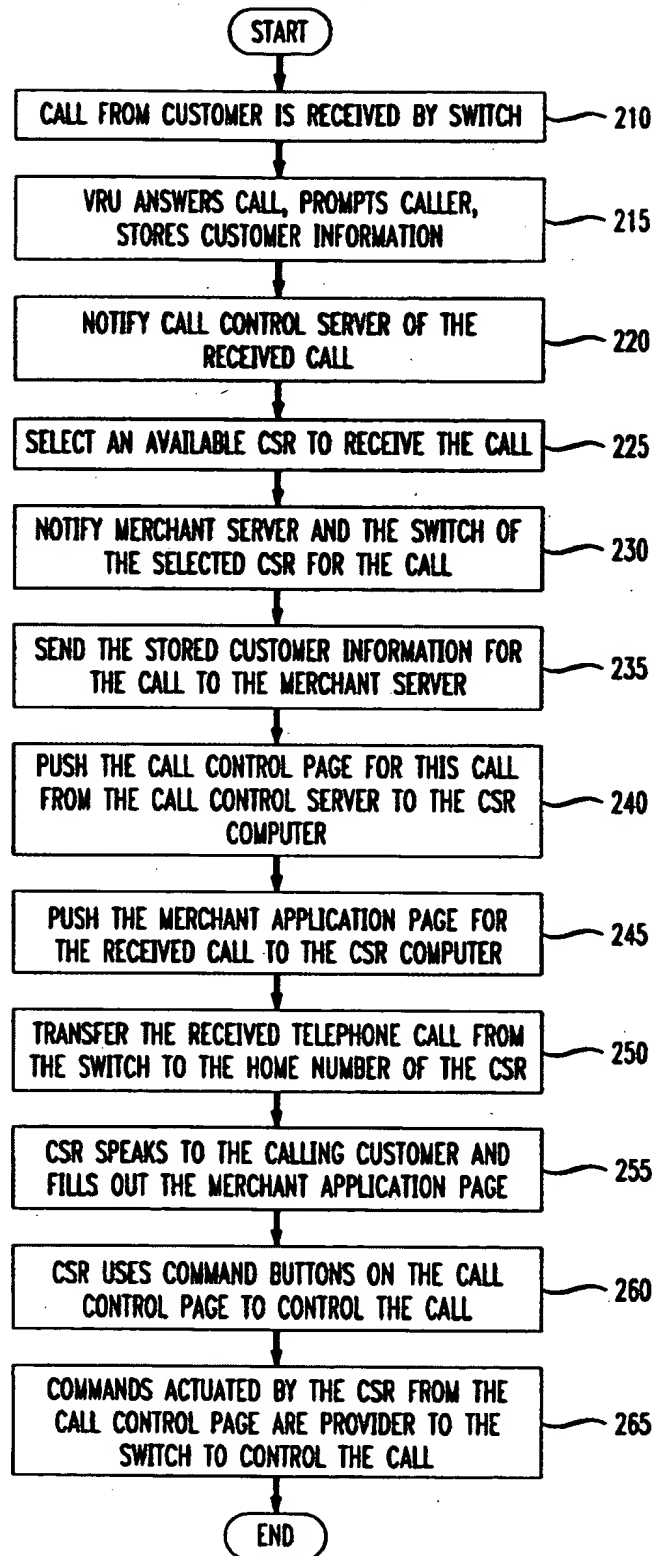 START
CALL FROM CUSTOMER IS RECEIVED BY SWITCH
210
VRU ANSWERS CALL, PROMPTS CALLER,
STORES CUSTOMER INFORMATION
215
NOTIFY CALL CONTROL SERVER OF THE
RECEIVED CALL
220
SELECT AN AVAILABLE CSR TO RECEIVE THE CALL
225
NOTIFY MERCHANT SERVER AND THE SWITCH OF
THE SELECTED CSR FOR THE CALL
230
SEND THE STORED CUSTOMER INFORMATION FOR
THE CALL TO THE MERCHANT SERVER
235
PUSH THE CALL CONTROL PAGE FOR THIS CALL
FROM THE CALL CONTROL SERVER TO THE CSR
COMPUTER
240
PUSH THE MERCHANT APPLICATION PAGE FOR
THE RECEIVED CALL TO THE CSR COMPUTER
245
TRANSFER THE RECEIVED TELEPHONE CALL FROM
THE SWITCH TO THE HOME NUMBER OF THE CSR
250
CSR SPEAKS TO THE CALLING CUSTOMER AND
FILLS OUT THE MERCHANT APPLICATION PAGE
255
CSR USES COMMAND BUTTONS ON THE CALL
CONTROL PAGE TO CONTROL THE CALL
260
COMMANDS ACTUATED BY THE CSR FROM THE
CALL CONTROL PAGE ARE PROVIDER TO THE
SWITCH TO CONTROL THE CALL
265
END